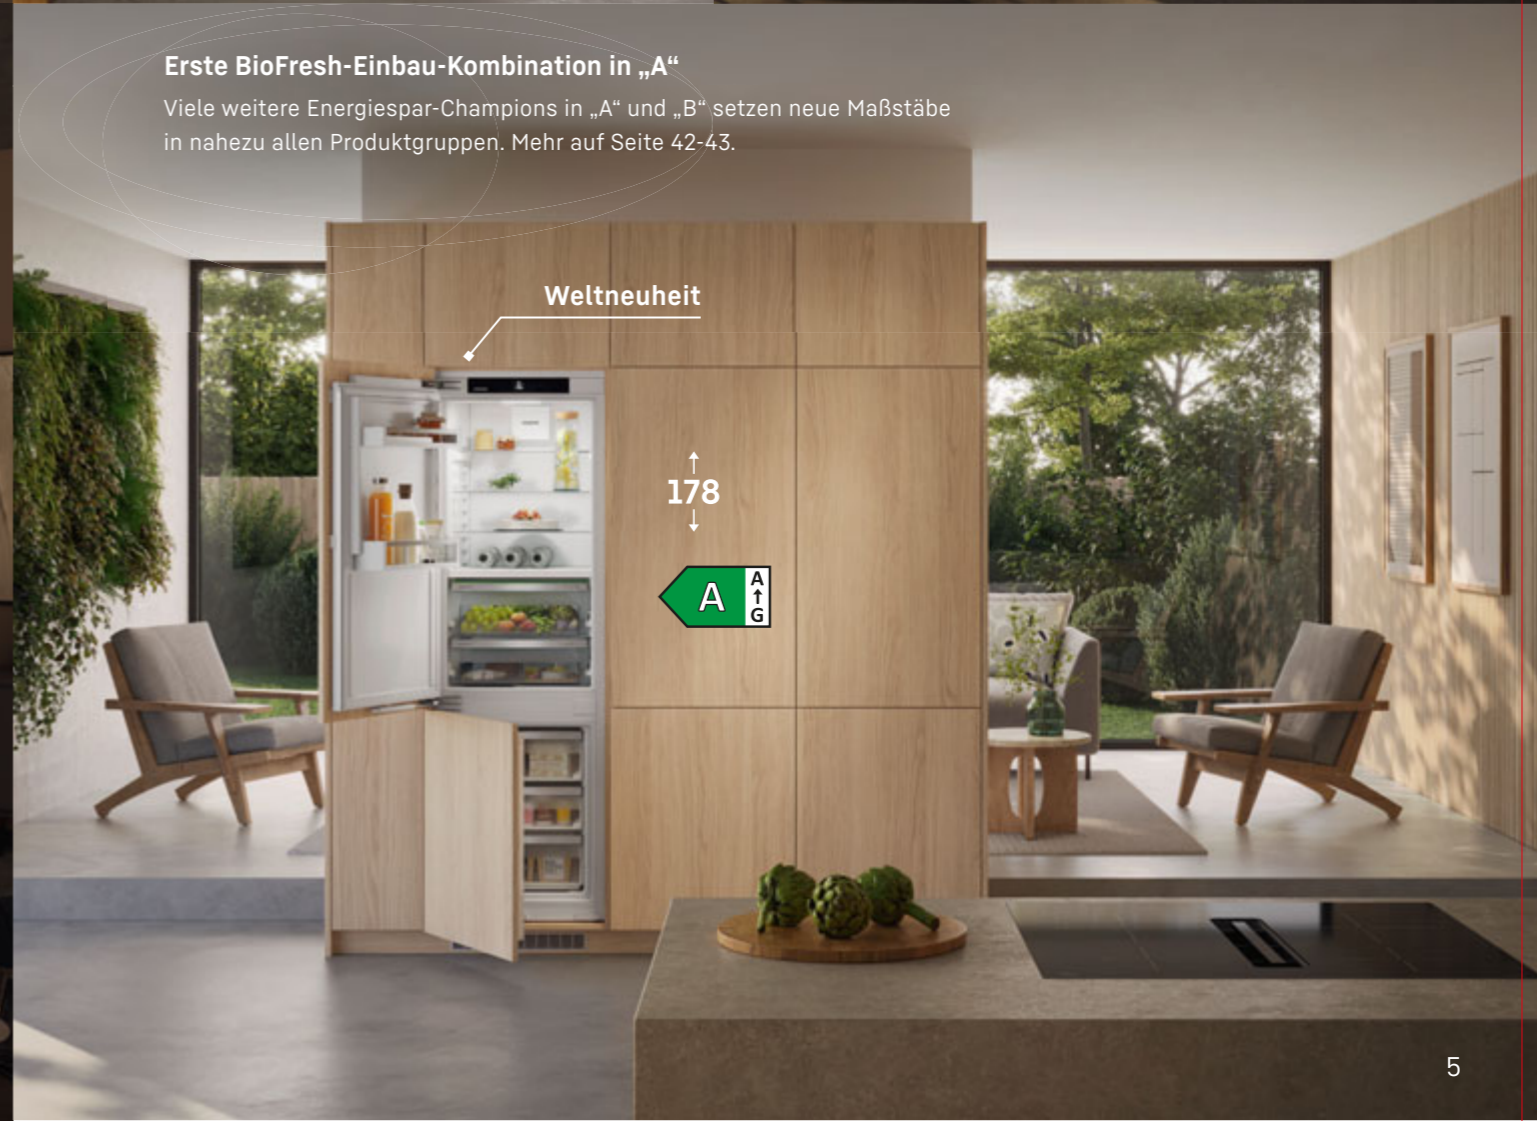 Erste BioFresh-Einbau-Kombination in „A“
Viele weitere Energiespar-Champions in „A“ und „B“ setzen neue Maßstäbe
in nahezu allen Produktgruppen. Mehr auf Seite 42-43.
Weltneuheit
178
A
A
↑
G
5